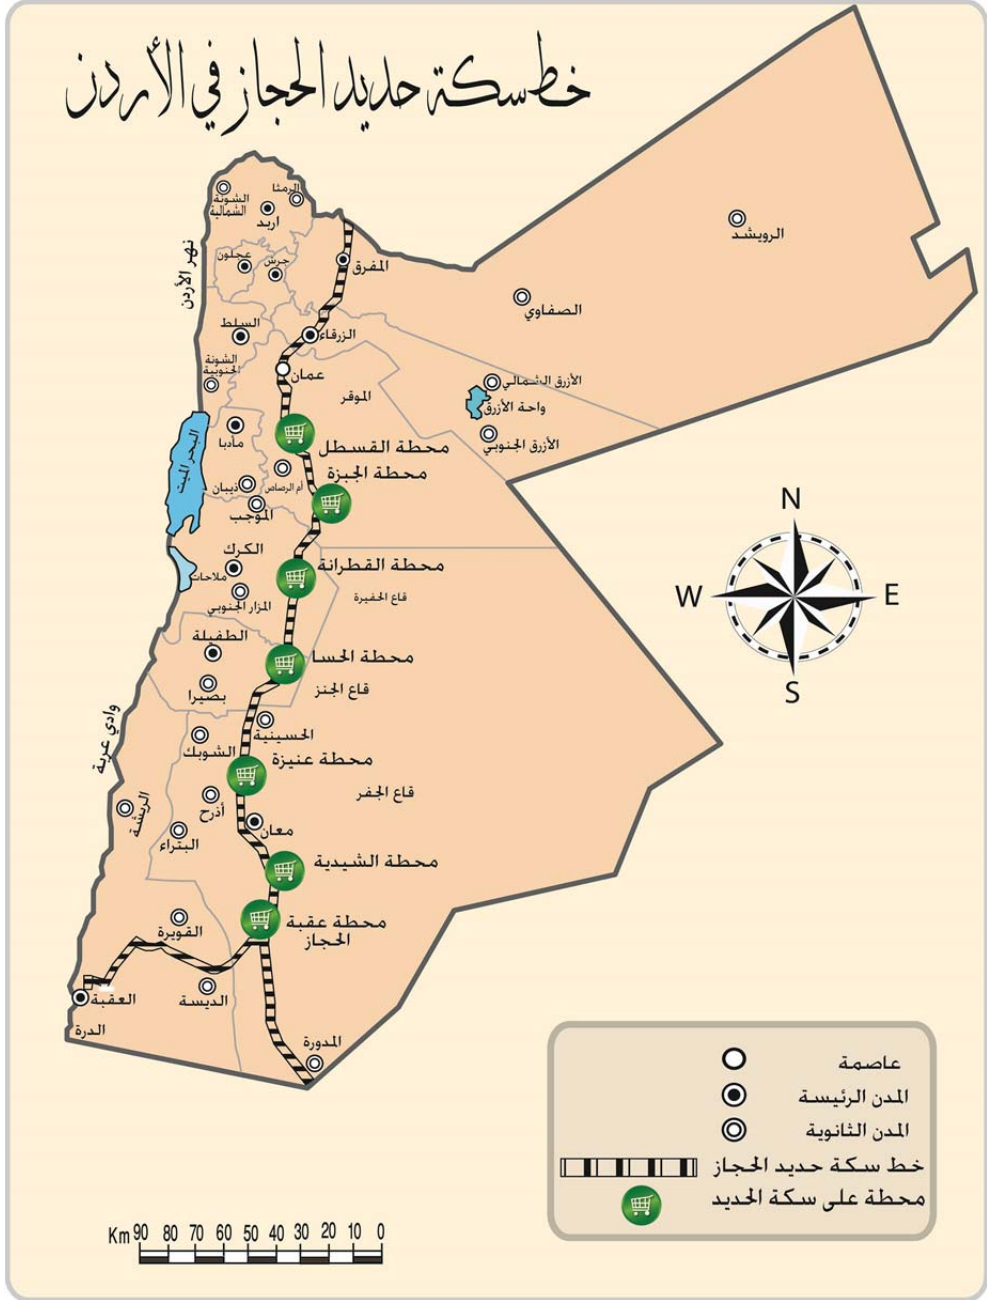 خط سكة حديد الحجاز في الأردن
الرمثا
الشونة
الشمالية
اربد
الرويشد
نهر الأردن
عجلون
جرش
المفرق
الصفاوي
السلط
الزرقاء
الشونة
الجنوبية
عمان
الأزرق الشمالي
واحة الأزرق
الموقر
الأزرق الجنوبي
مأدبا
البحر الميت
محطة القسطل
محطة الجيزة
ذيبان
أم الرصاص
الموجب
N
W
E
S
الكرك
محطة القطرانة
ملاحات
قاع الحفيرة
المزار الجنوبي
الطفيلة
محطة الحسا
بصيرا
قاع الجنز
وادي عربة
الحسينية
الشوبك
محطة عنيزة
قاع الجفر
الريشة
أذرح
معان
البتراء
محطة الشيدية
القويرة
محطة عقبة
الحجاز
العقبة
الديسة
الدرة
المدورة
عاصمة
المدن الرئيسة
المدن الثانوية
خط سكة حديد الحجاز
محطة على سكة الحديد
Km 90 80 70 60 50 40 30 20 10 0